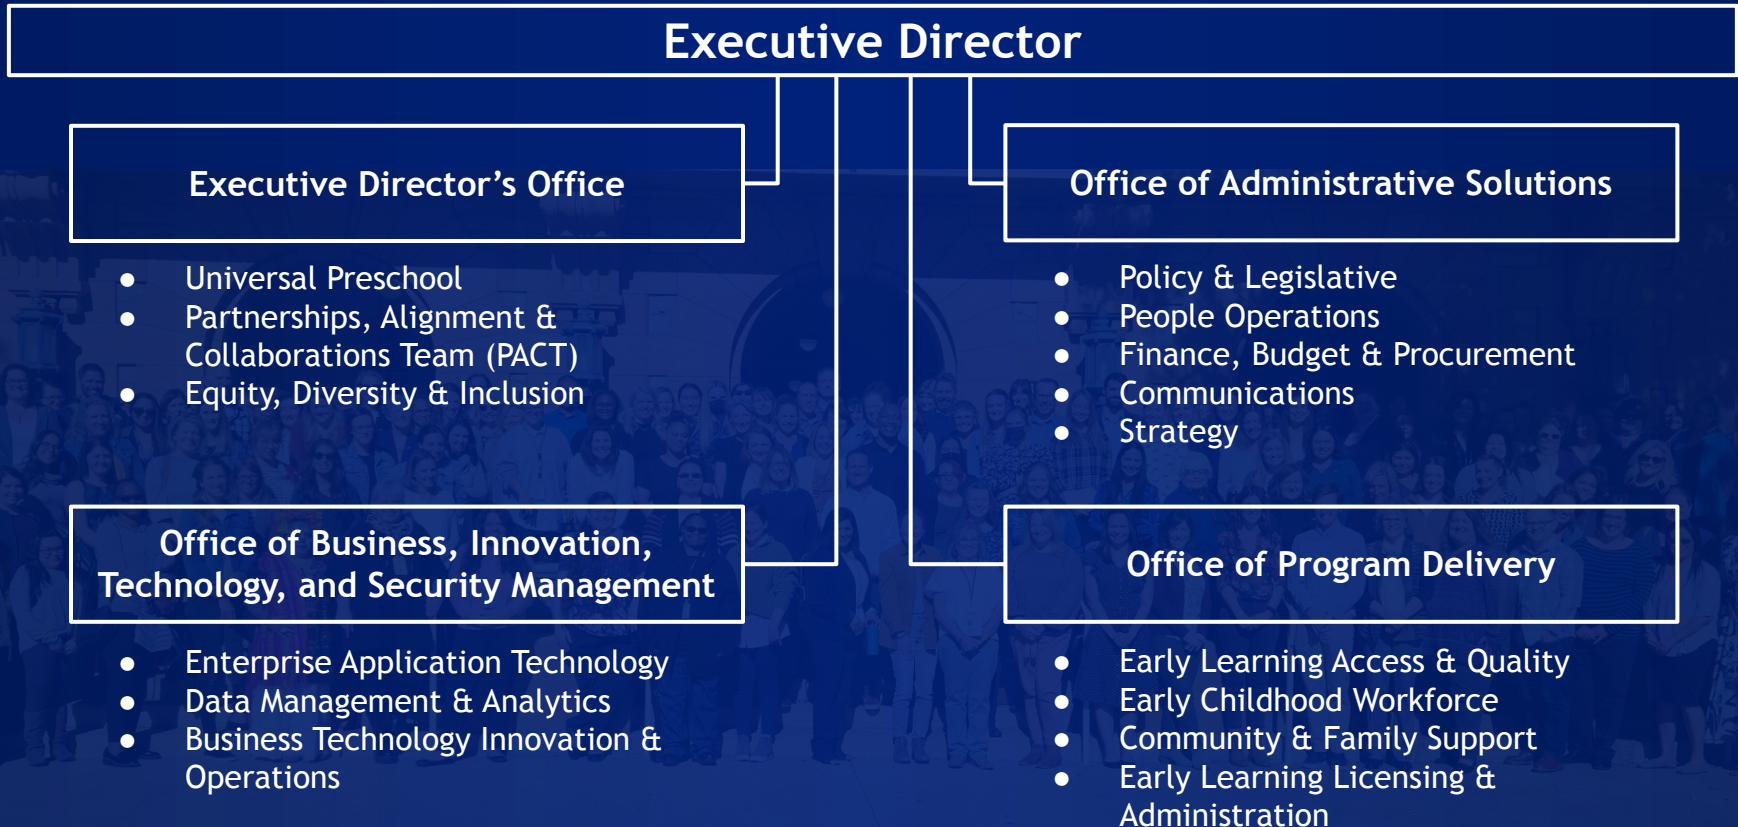 Executive Director
Executive Director’s Office
● Universal Preschool
● Partnerships, Alignment &
Collaborations Team (PACT)
● Equity, Diversity & Inclusion
Office of Administrative Solutions
● Policy & Legislative
● People Operations
● Finance, Budget & Procurement
● Communications
● Strategy
Office of Business, Innovation,
Technology, and Security Management
● Enterprise Application Technology
● Data Management & Analytics
● Business Technology Innovation &
Operations
Office of Program Delivery
● Early Learning Access & Quality
● Early Childhood Workforce
● Community & Family Support
● Early Learning Licensing &
Administration